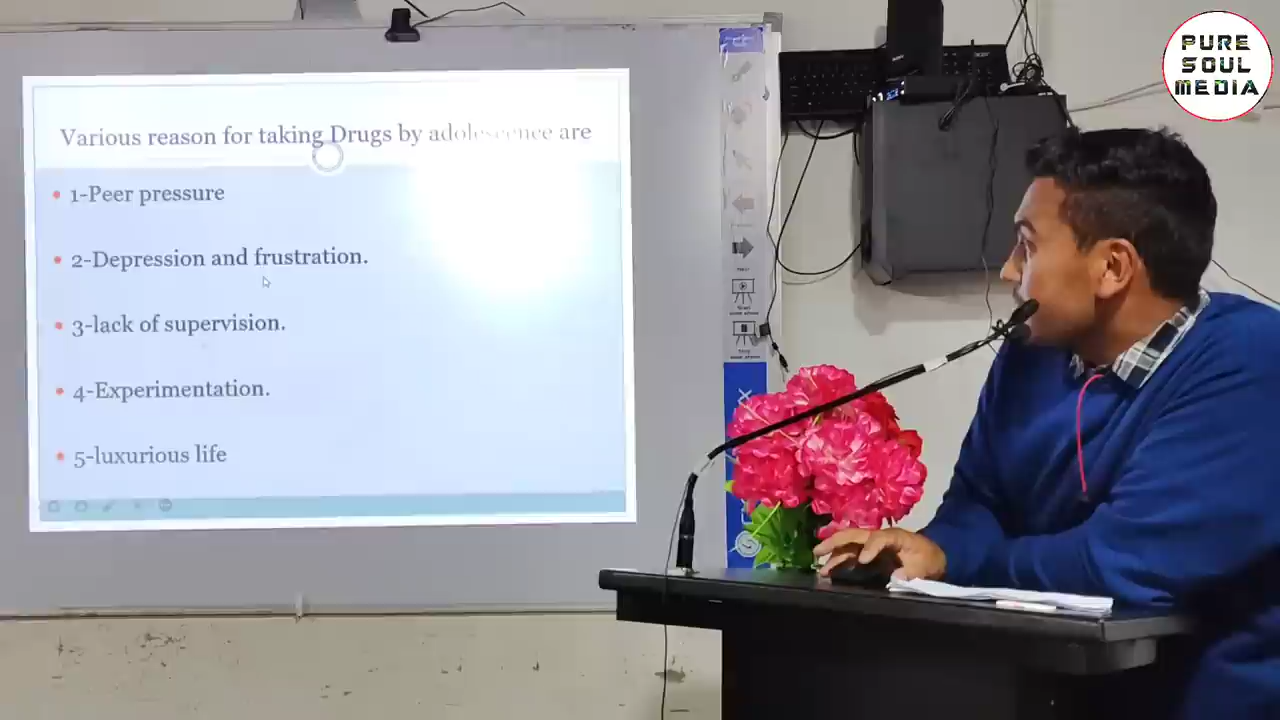 Various reason for taking Drugs by adolescence are
1-Peer pressure
2-Depression and frustration.
3-lack of supervision.
4-Experimentation.
5-luxurious life
PURE
SOUL
MEDIA